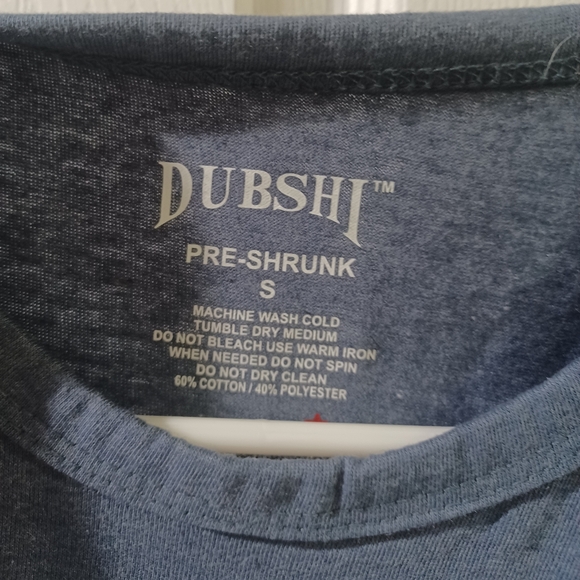 DUBSHI™
PRE-SHRUNK
S
MACHINE WASH COLD
TUMBLE DRY MEDIUM
DO NOT BLEACH USE WARM IRON
WHEN NEEDED DO NOT SPIN
DO NOT DRY CLEAN
60% COTTON / 40% POLYESTER